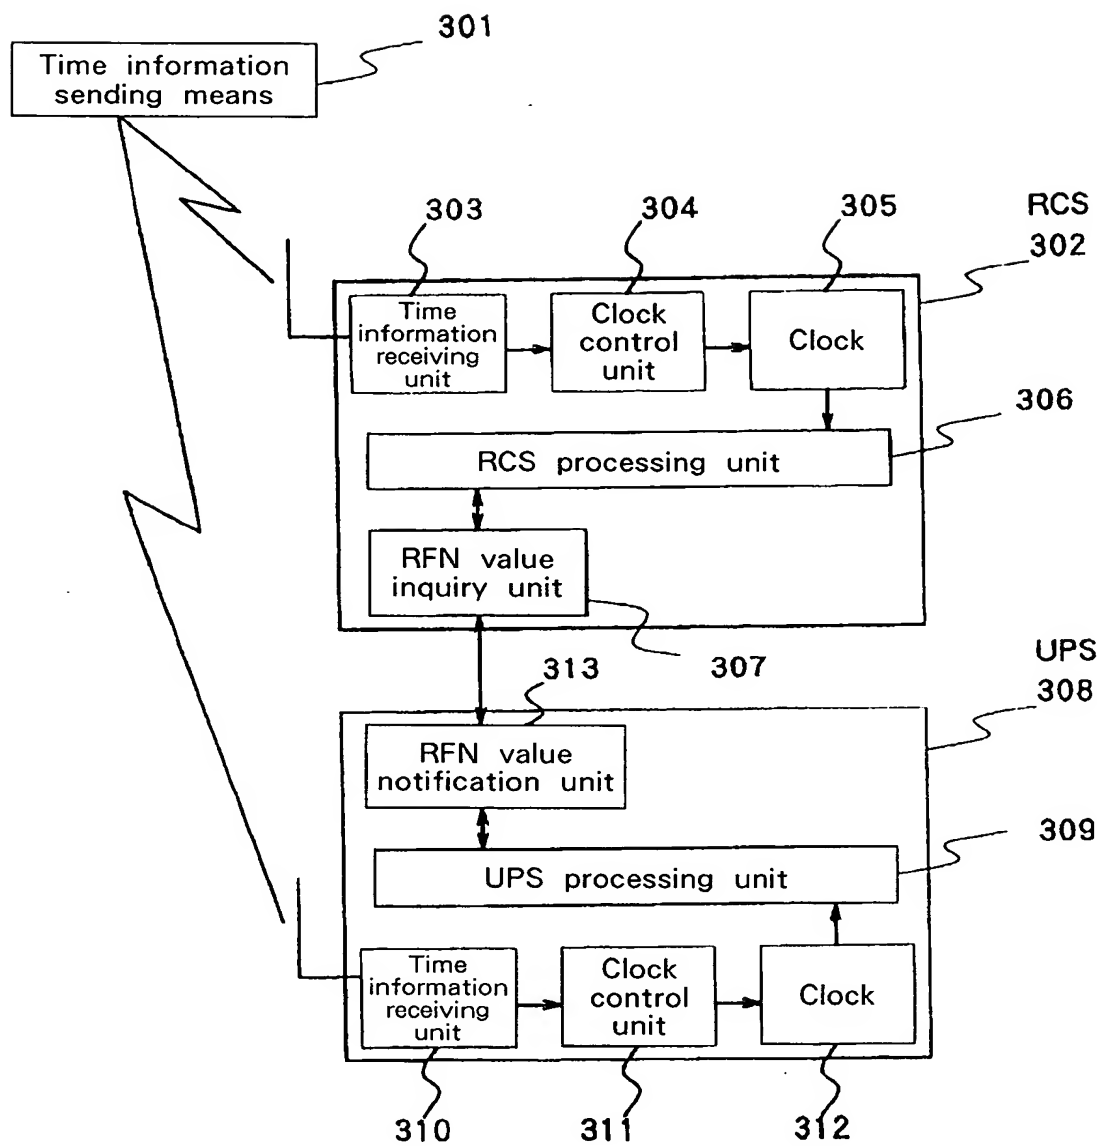 301
Time information
sending means
303
304
305
RCS
302
Time
information
receiving
unit
Clock
control
unit
Clock
306
RCS processing unit
RFN value
inquiry unit
307
313
UPS
308
RFN value
notification unit
309
UPS processing unit
Time
information
receiving
unit
Clock
control
unit
Clock
310
311
312